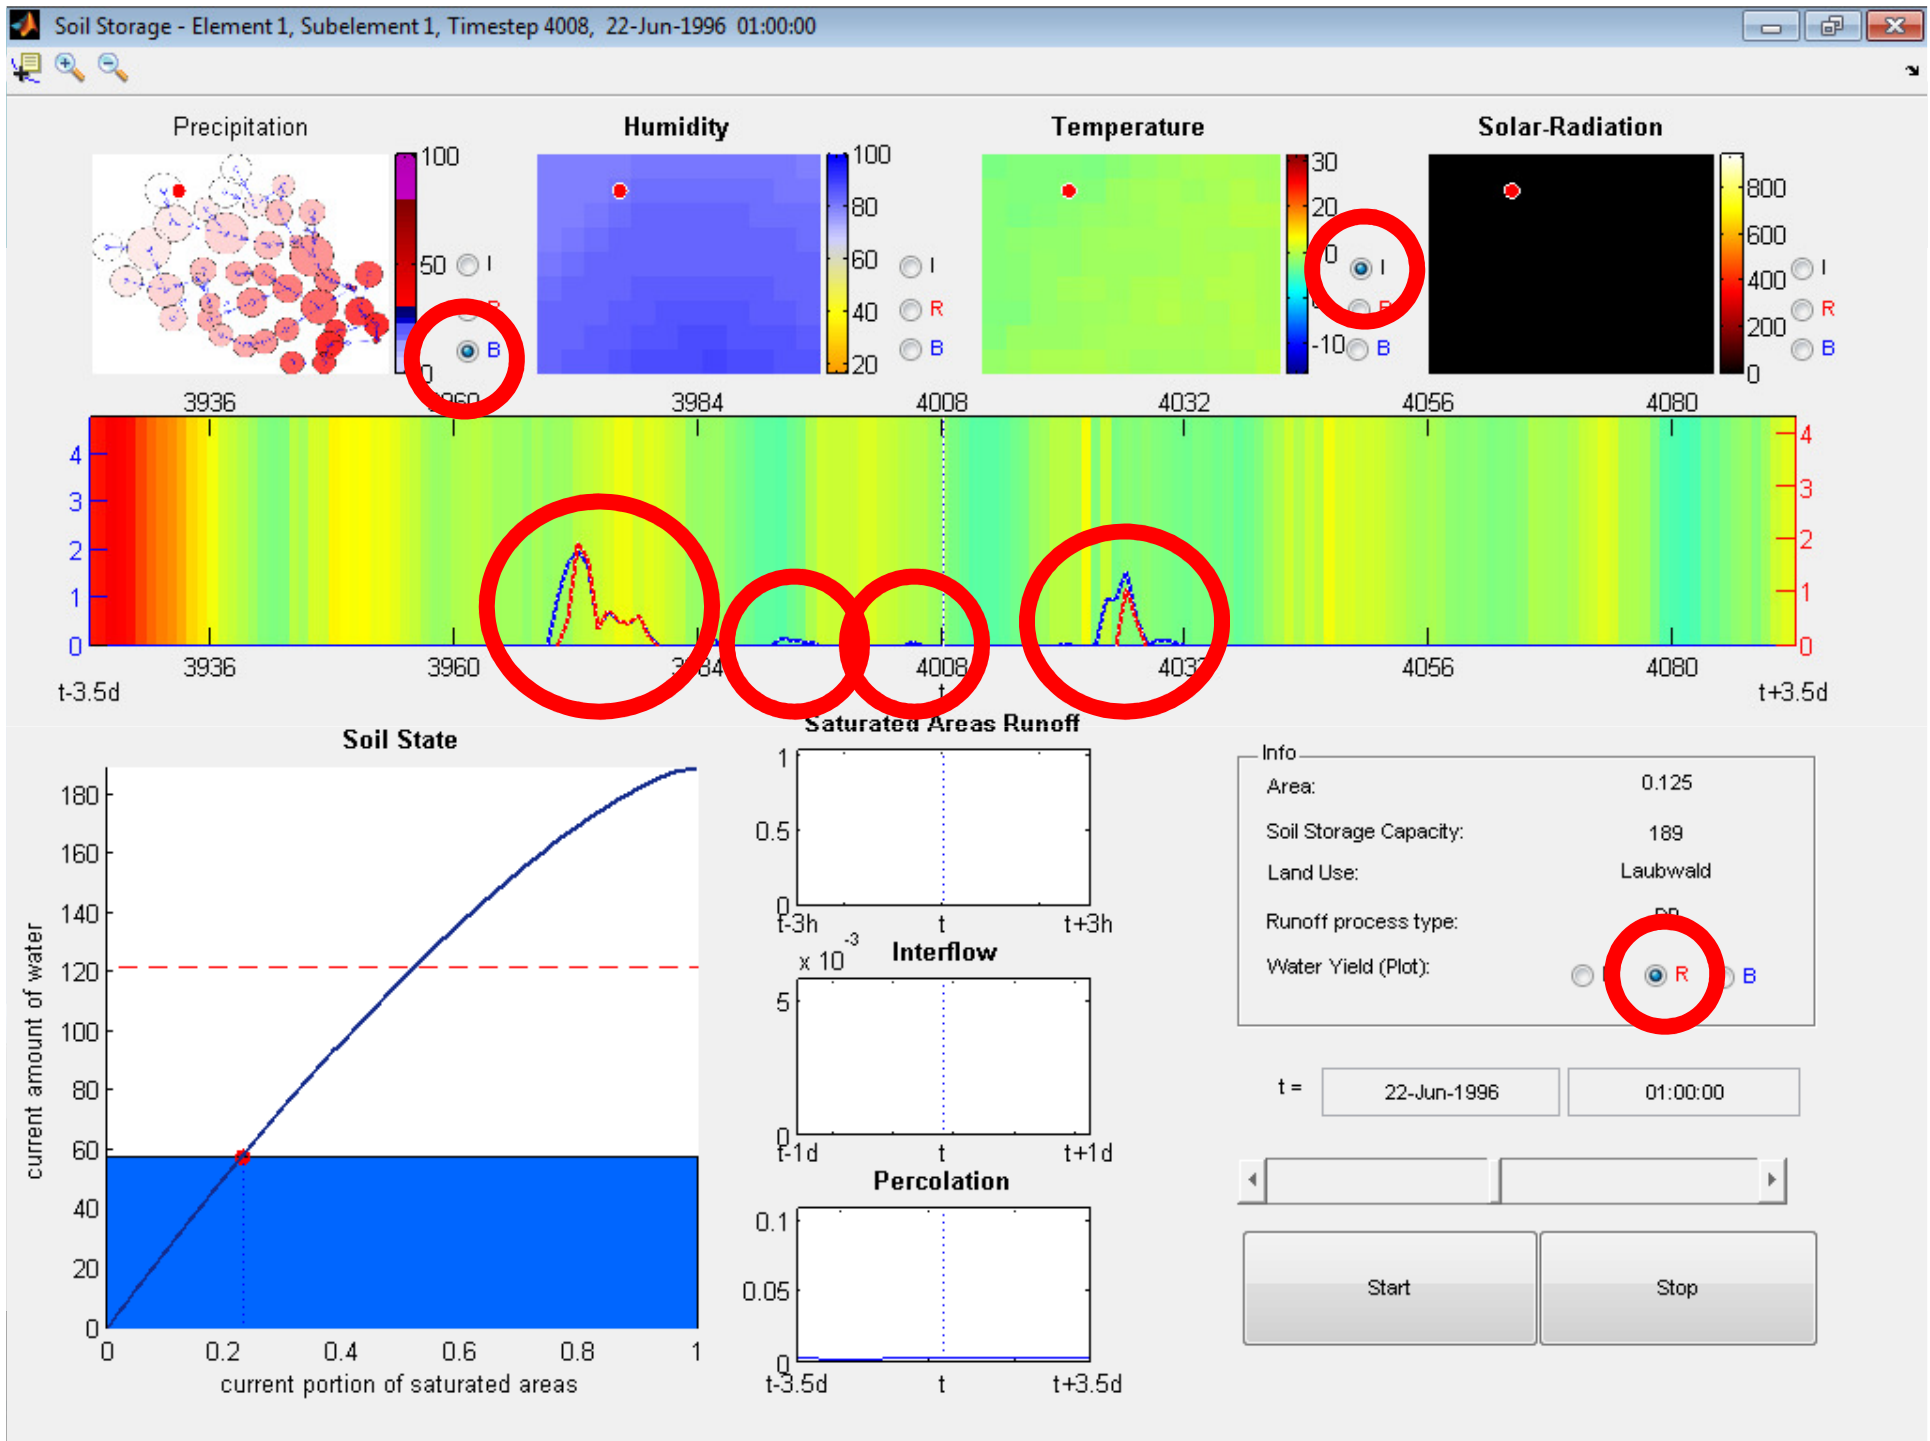 Soil Storage - Element 1, Subelement 1, Timestep 4008, 22-Jun-1996 01:00:00
Precipitation
Humidity
Temperature
Solar-Radiation
100
50
0
I
B
100
80
60
40
20
I
R
B
30
20
-10
I
B
800
600
400
200
0
I
R
B
3936 3960 3984 4008 4032 4056 4080
4
3
2
1
0
4
3
2
1
0
3936 3960 4008 4056 4080
t-3.5d t t+3.5d
Soil State
180
160
140
120
100
80
60
40
20
0
0 0.2 0.4 0.6 0.8 1
current amount of water
current portion of saturated areas
Saturated Areas Runoff
1
0.5
0
t-3h t t+3h
x 10-3
Interflow
5
0
t-1d t t+1d
Percolation
0.1
0.05
0
t-3.5d t t+3.5d
Info
Area: 0.125
Soil Storage Capacity: 189
Land Use: Laubwald
Runoff process type:
Water Yield (Plot): R B
t = 22-Jun-1996 01:00:00
Start Stop